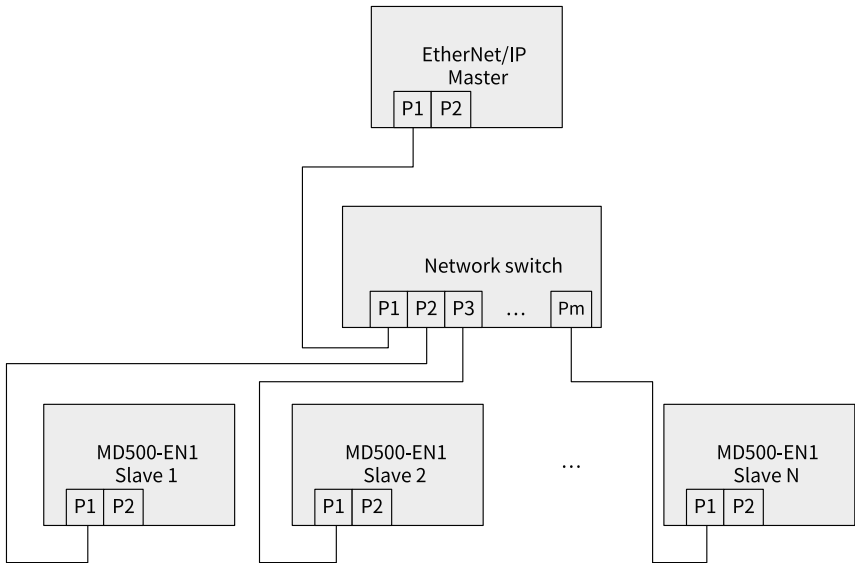 EtherNet/IP
Master
P1 P2
Network switch
P1 P2 P3 ... Pm
MD500-EN1
Slave 1
P1 P2
MD500-EN1
Slave 2
P1 P2
...
MD500-EN1
Slave N
P1 P2